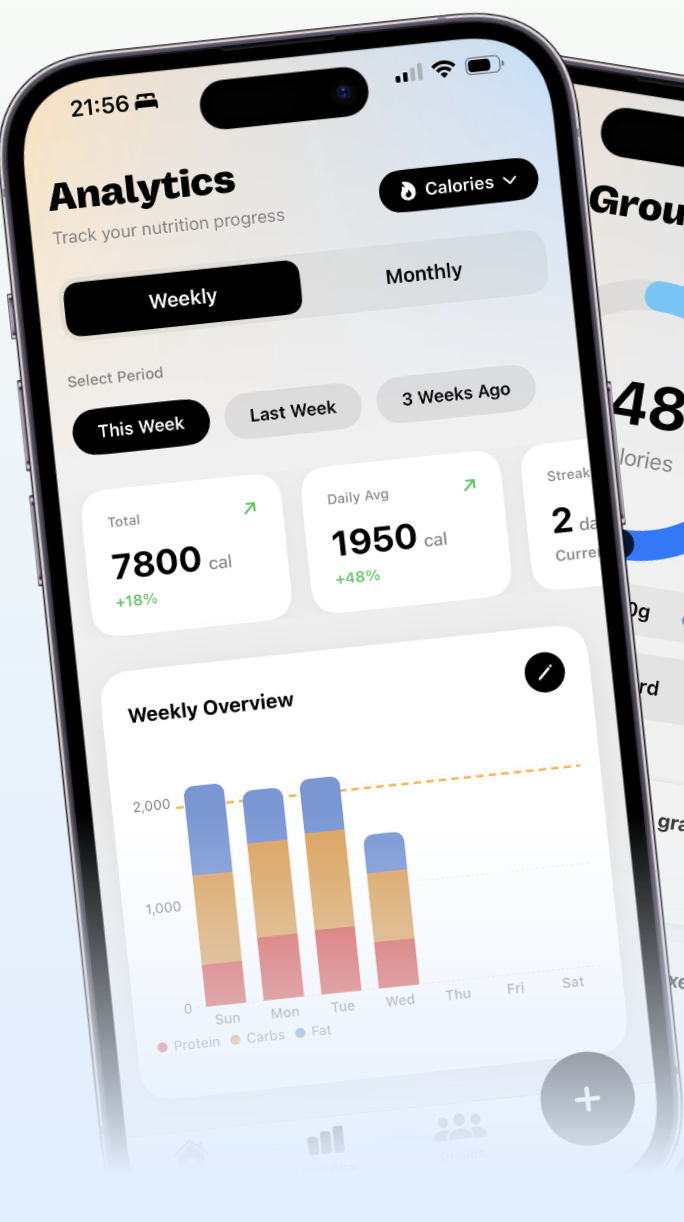 21:56
Analytics
Track your nutrition progress
Calories
Weekly
Monthly
Select Period
This Week
Last Week
3 Weeks Ago
Total
7800 cal
+18%
Daily Avg
1950 cal
+48%
Streak
2 da
Curren
Weekly Overview
2,000
1,000
0
Sun
Mon
Tue
Wed
Thu
Fri
Sat
Protein
Carbs
Fat
Grou
48
lories
0g
rd
gra